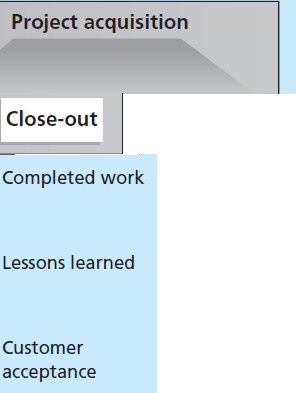 Project acquisition
Close-out
Completed work
Lessons learned
Customer
acceptance